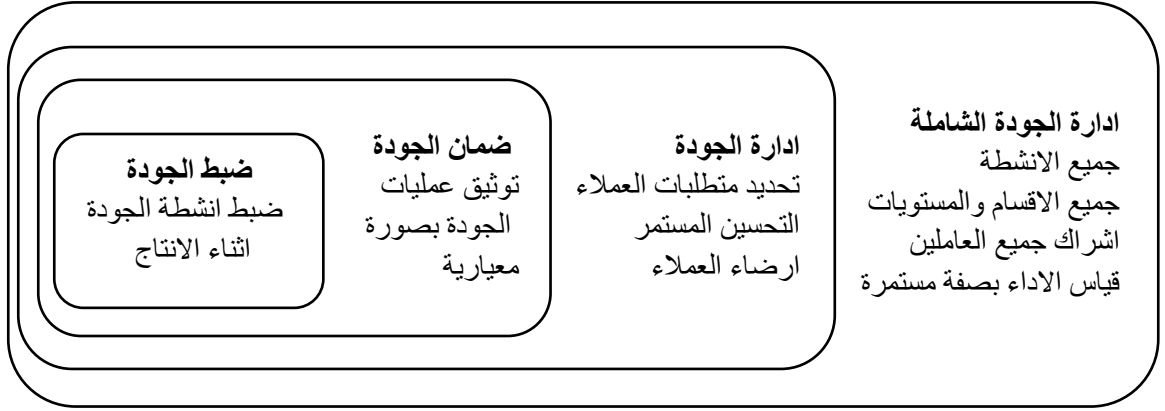 ادارة الجودة الشاملة
جميع الانشطة
جميع الاقسام والمستويات
اشراك جميع العاملين
قياس الاداء بصفة مستمرة
ادارة الجودة
تحديد متطلبات العملاء
التحسين المستمر
ارضاء العملاء
ضمان الجودة
توثيق عمليات
الجودة بصورة
معيارية
ضبط الجودة
ضبط انشطة الجودة
اثناء الانتاج